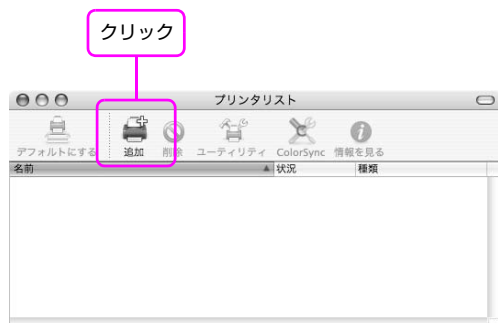 クリック
プリンタリスト
デフォルトにする 追加 削除 ユーティリティ ColorSync 情報を見る
名前 状況 種類